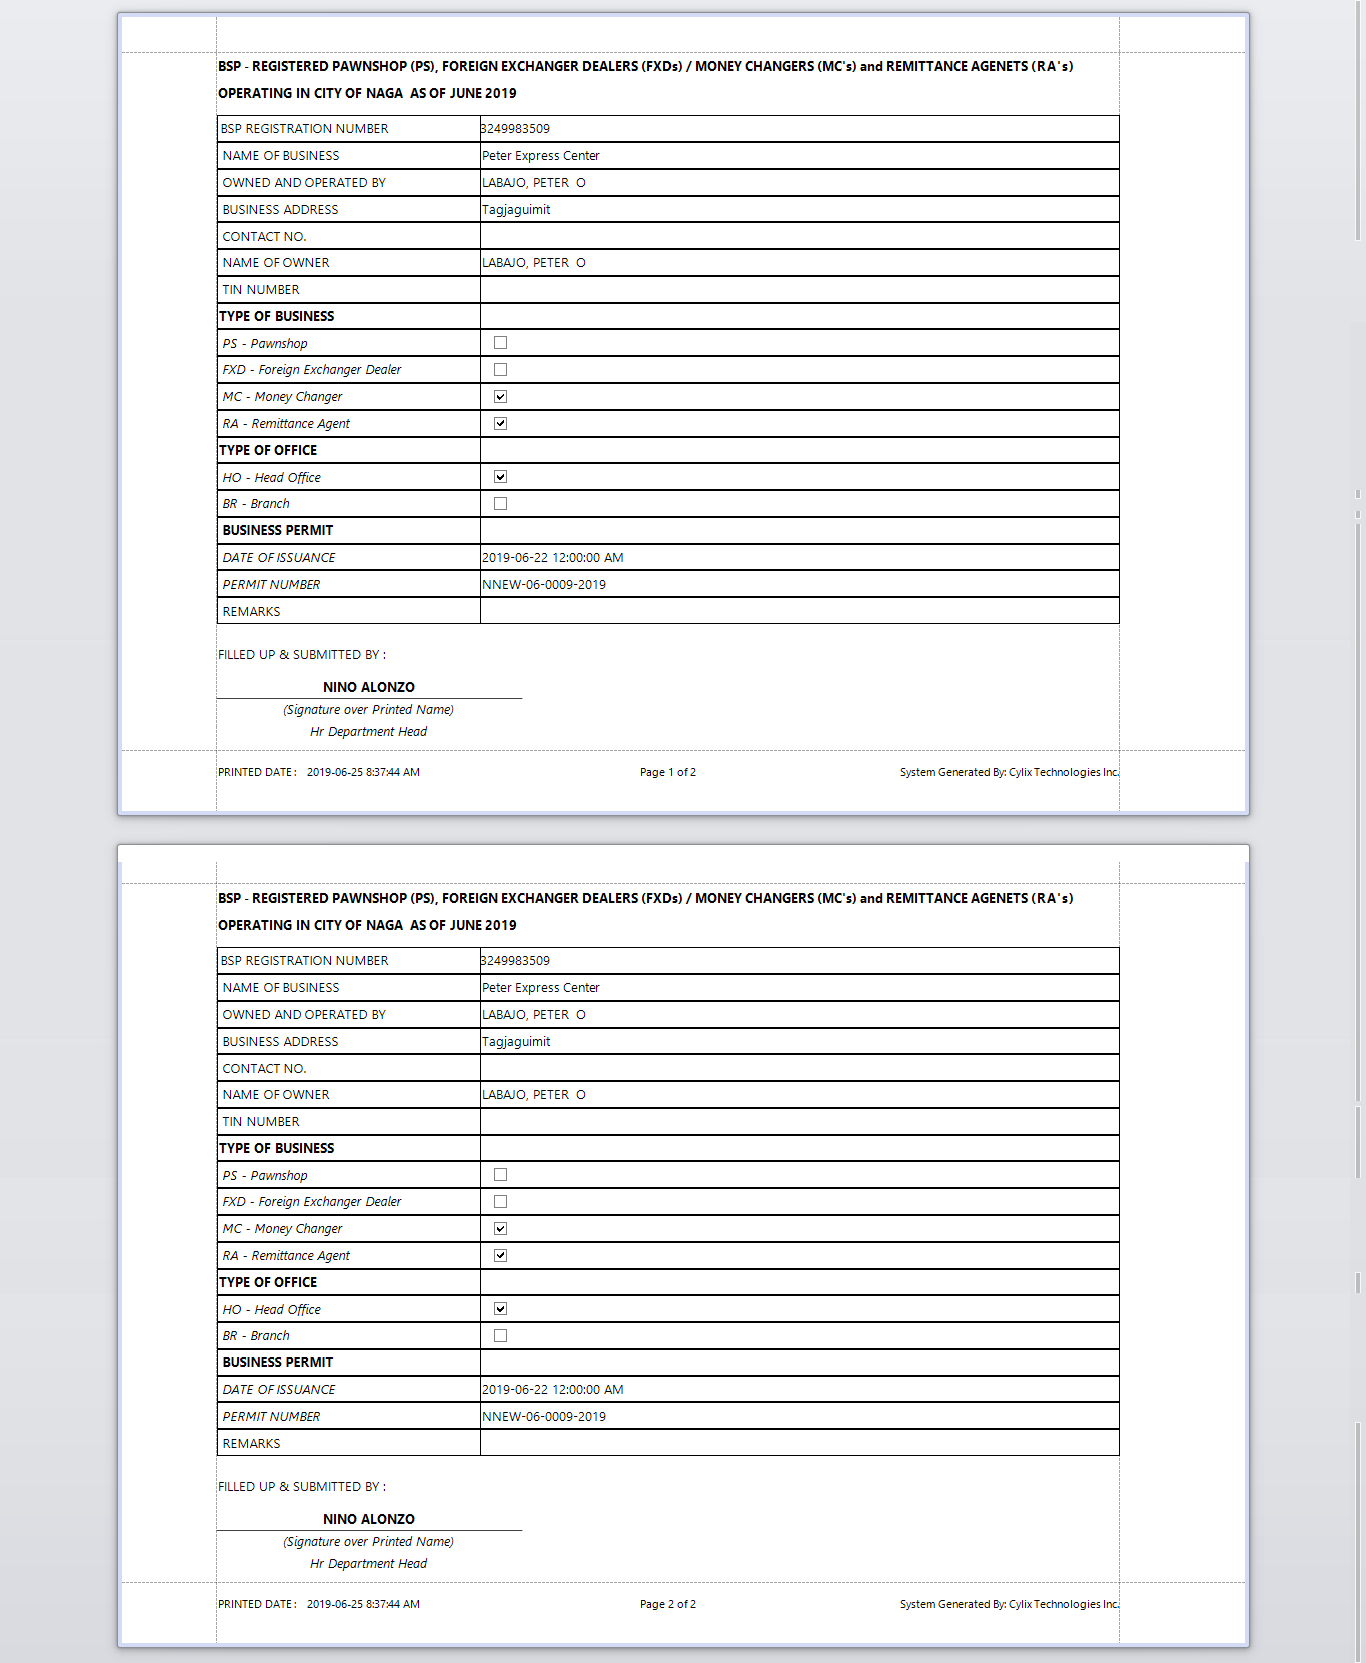 BSP - REGISTERED PAWNSHOP (PS), FOREIGN EXCHANGER DEALERS (FXDs) / MONEY CHANGERS (MC's) and REMITTANCE AGENETS (RA's)
OPERATING IN CITY OF NAGA AS OF JUNE 2019
BSP REGISTRATION NUMBER 3249983509
NAME OF BUSINESS Peter Express Center
OWNED AND OPERATED BY LABAJO, PETER O
BUSINESS ADDRESS Tagjaguimit
CONTACT NO.
NAME OF OWNER LABAJO, PETER O
TIN NUMBER
TYPE OF BUSINESS
PS - Pawnshop
FXD - Foreign Exchanger Dealer
MC - Money Changer
RA - Remittance Agent
TYPE OF OFFICE
HO - Head Office
BR - Branch
BUSINESS PERMIT
DATE OF ISSUANCE 2019-06-22 12:00:00 AM
PERMIT NUMBER NNEW-06-0009-2019
REMARKS
FILLED UP & SUBMITTED BY :
NINO ALONZO
(Signature over Printed Name)
Hr Department Head
PRINTED DATE : 2019-06-25 8:37:44 AM Page 1 of 2 System Generated By: Cylix Technologies Inc.
BSP - REGISTERED PAWNSHOP (PS), FOREIGN EXCHANGER DEALERS (FXDs) / MONEY CHANGERS (MC's) and REMITTANCE AGENETS (RA's)
OPERATING IN CITY OF NAGA AS OF JUNE 2019
BSP REGISTRATION NUMBER 3249983509
NAME OF BUSINESS Peter Express Center
OWNED AND OPERATED BY LABAJO, PETER O
BUSINESS ADDRESS Tagjaguimit
CONTACT NO.
NAME OF OWNER LABAJO, PETER O
TIN NUMBER
TYPE OF BUSINESS
PS - Pawnshop
FXD - Foreign Exchanger Dealer
MC - Money Changer
RA - Remittance Agent
TYPE OF OFFICE
HO - Head Office
BR - Branch
BUSINESS PERMIT
DATE OF ISSUANCE 2019-06-22 12:00:00 AM
PERMIT NUMBER NNEW-06-0009-2019
REMARKS
FILLED UP & SUBMITTED BY :
NINO ALONZO
(Signature over Printed Name)
Hr Department Head
PRINTED DATE : 2019-06-25 8:37:44 AM Page 2 of 2 System Generated By: Cylix Technologies Inc.